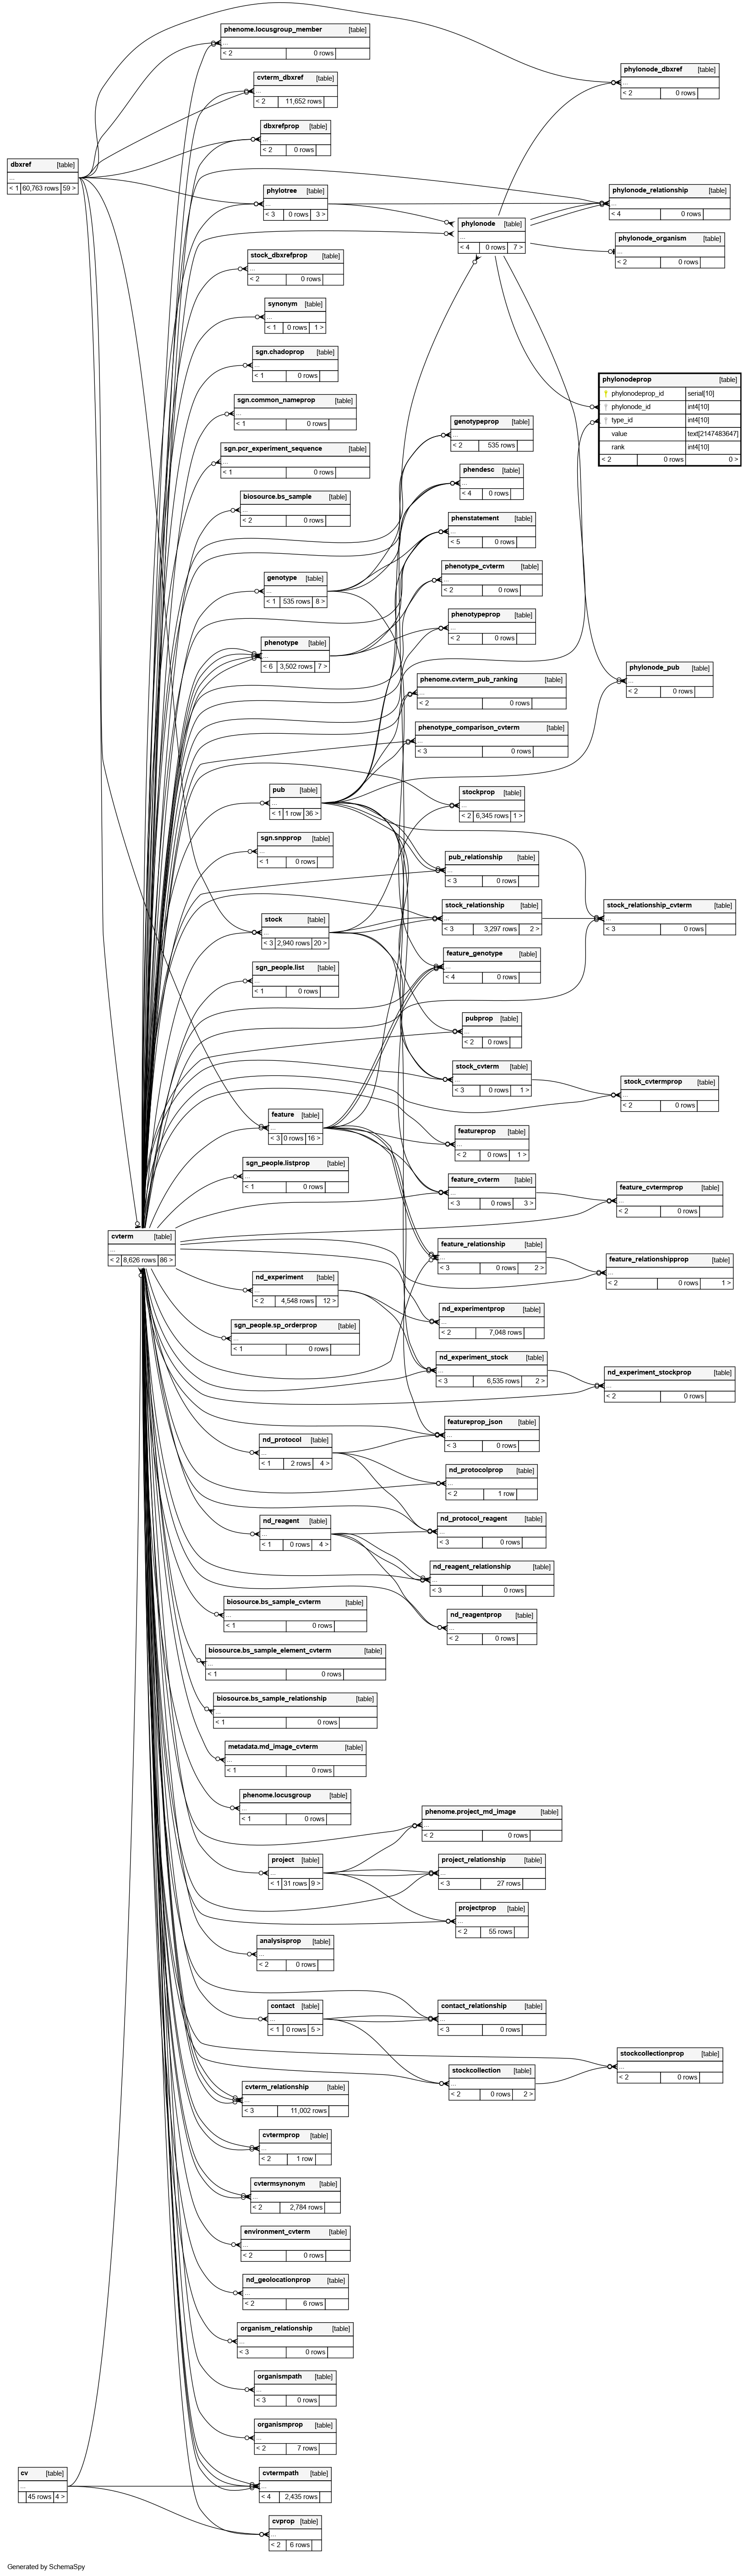 phenome.locusgroup_member [table]
...
< 2 0 rows
cvterm_dbxref [table]
...
< 2 11,652 rows
dbxrefprop [table]
...
< 2 0 rows
dbxref [table]
...
< 1 60,763 rows 59 >
phylotree [table]
...
< 3 0 rows 3 >
stock_dbxrefprop [table]
...
< 2 0 rows
synonym [table]
...
< 1 0 rows 1 >
sgn.chadoprop [table]
...
< 1 0 rows
sgn.common_nameprop [table]
...
< 1 0 rows
sgn.pcr_experiment_sequence [table]
...
< 1 0 rows
biosource.bs_sample [table]
...
< 2 0 rows
genotype [table]
...
< 1 535 rows 8 >
phenotype [table]
...
< 6 3,502 rows 7 >
pub [table]
...
< 1 1 row 36 >
sgn.snpprop [table]
...
< 1 0 rows
stock [table]
...
< 3 2,940 rows 20 >
sgn_people.list [table]
...
< 1 0 rows
feature [table]
...
< 3 0 rows 16 >
sgn_people.listprop [table]
...
< 1 0 rows
cvterm [table]
...
< 2 8,626 rows 86 >
nd_experiment [table]
...
< 2 4,548 rows 12 >
sgn_people.sp_orderprop [table]
...
< 1 0 rows
nd_protocol [table]
...
< 1 2 rows 4 >
nd_reagent [table]
...
< 1 0 rows 4 >
biosource.bs_sample_cvterm [table]
...
< 1 0 rows
biosource.bs_sample_element_cvterm [table]
...
< 1 0 rows
biosource.bs_sample_relationship [table]
...
< 1 0 rows
metadata.md_image_cvterm [table]
...
< 1 0 rows
phenome.locusgroup [table]
...
< 1 0 rows
project [table]
...
< 1 31 rows 9 >
analysisprop [table]
...
< 2 0 rows
contact [table]
...
< 1 0 rows 5 >
cvterm_relationship [table]
...
< 3 11,002 rows
cvtermprop [table]
...
< 2 1 row
cvtermsynonym [table]
...
< 2 2,784 rows
environment_cvterm [table]
...
< 2 0 rows
nd_geolocationprop [table]
...
< 2 6 rows
organism_relationship [table]
...
< 3 0 rows
organismpath [table]
...
< 3 0 rows
organismprop [table]
...
< 2 7 rows
cv [table]
...
45 rows 4 >
cvtermpath [table]
...
< 4 2,435 rows
cvprop [table]
...
< 2 6 rows
phylonode [table]
...
< 4 0 rows 7 >
genotypeprop [table]
...
< 2 535 rows
phendesc [table]
...
< 4 0 rows
phenstatement [table]
...
< 5 0 rows
phenotype_cvterm [table]
...
< 2 0 rows
phenotypeprop [table]
...
< 2 0 rows
phenome.cvterm_pub_ranking [table]
...
< 2 0 rows
phenotype_comparison_cvterm [table]
...
< 3 0 rows
stockprop [table]
...
< 2 6,345 rows 1 >
pub_relationship [table]
...
< 3 0 rows
stock_relationship [table]
...
< 3 3,297 rows 2 >
feature_genotype [table]
...
< 4 0 rows
pubprop [table]
...
< 2 0 rows
stock_cvterm [table]
...
< 3 0 rows 1 >
featureprop [table]
...
< 2 0 rows 1 >
feature_cvterm [table]
...
< 3 0 rows 3 >
feature_relationship [table]
...
< 3 0 rows 2 >
nd_experimentprop [table]
...
< 2 7,048 rows
nd_experiment_stock [table]
...
< 3 6,535 rows 2 >
featureprop_json [table]
...
< 3 0 rows
nd_protocolprop [table]
...
< 2 1 row
nd_protocol_reagent [table]
...
< 3 0 rows
nd_reagent_relationship [table]
...
< 3 0 rows
nd_reagentprop [table]
...
< 2 0 rows
phenome.project_md_image [table]
...
< 2 0 rows
project_relationship [table]
...
< 3 27 rows
projectprop [table]
...
< 2 55 rows
contact_relationship [table]
...
< 3 0 rows
stockcollection [table]
...
< 2 0 rows 2 >
phylonode_dbxref [table]
...
< 2 0 rows
phylonode_relationship [table]
...
< 4 0 rows
phylonode_organism [table]
...
< 2 0 rows
phylonodeprop [table]
phylonodeprop_id serial[10]
phylonode_id int4[10]
type_id int4[10]
value text[2147483647]
rank int4[10]
< 2 0 rows 0 >
phylonode_pub [table]
...
< 2 0 rows
stock_relationship_cvterm [table]
...
< 3 0 rows
stock_cvtermprop [table]
...
< 2 0 rows
feature_cvtermprop [table]
...
< 2 0 rows
feature_relationshipprop [table]
...
< 2 0 rows 1 >
nd_experiment_stockprop [table]
...
< 2 0 rows
stockcollectionprop [table]
...
< 2 0 rows
Generated by SchemaSpy